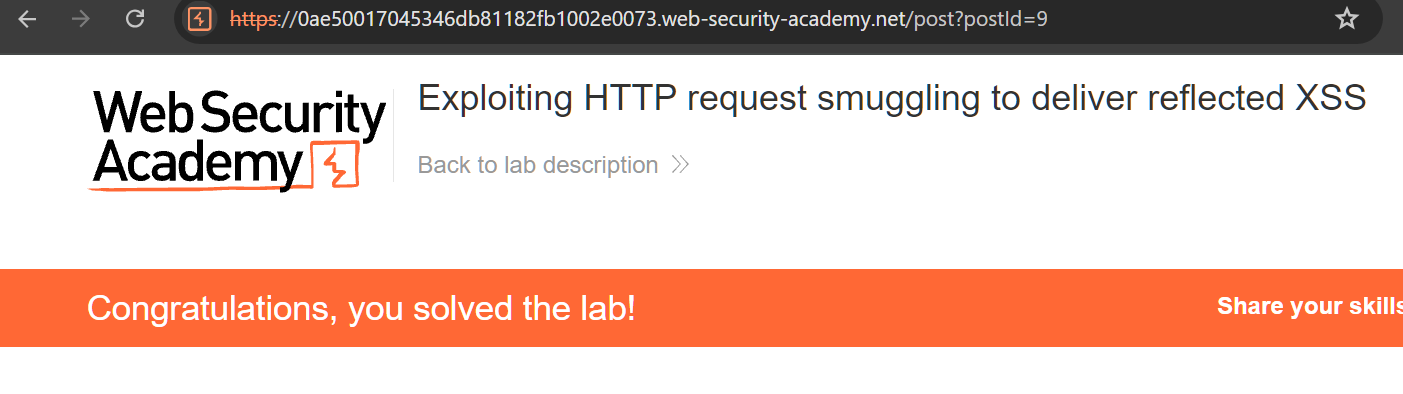 https://0ae50017045346db81182fb1002e0073.web-security-academy.net/post?postId=9
Web Security
Academy
Exploiting HTTP request smuggling to deliver reflected XSS
Back to lab description
Congratulations, you solved the lab!
Share your skills